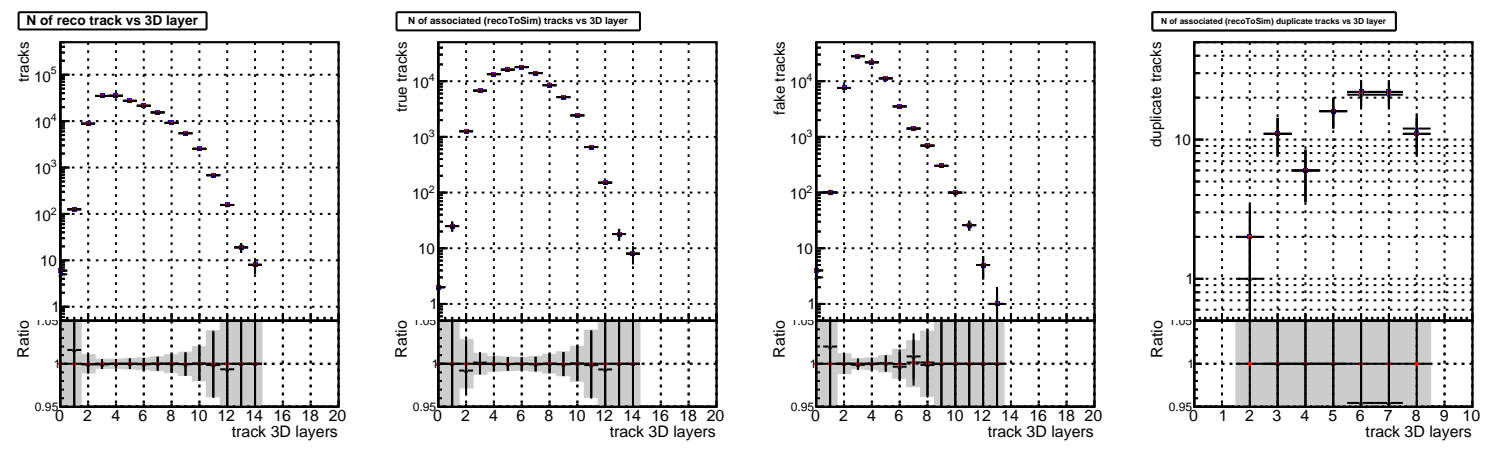 N of reco track vs 3D layer
tracks
10^5
10^4
10^3
10^2
10
1
Ratio
1.05
1
0.95
0 2 4 6 8 10 12 14 16 18 20
track 3D layers
N of associated (recoToSim) tracks vs 3D layer
true tracks
10^4
10^3
10^2
10
1
Ratio
1.05
1
0.95
0 2 4 6 8 10 12 14 16 18 20
track 3D layers
fake tracks
10^4
10^3
10^2
10
1
Ratio
1.05
1
0.95
0 2 4 6 8 10 12 14 16 18 20
track 3D layers
N of associated (recoToSim) duplicate tracks vs 3D layer
duplicate tracks
10
1
Ratio
1.05
1
0.95
0 1 2 3 4 5 6 7 8 9 10
track 3D layers